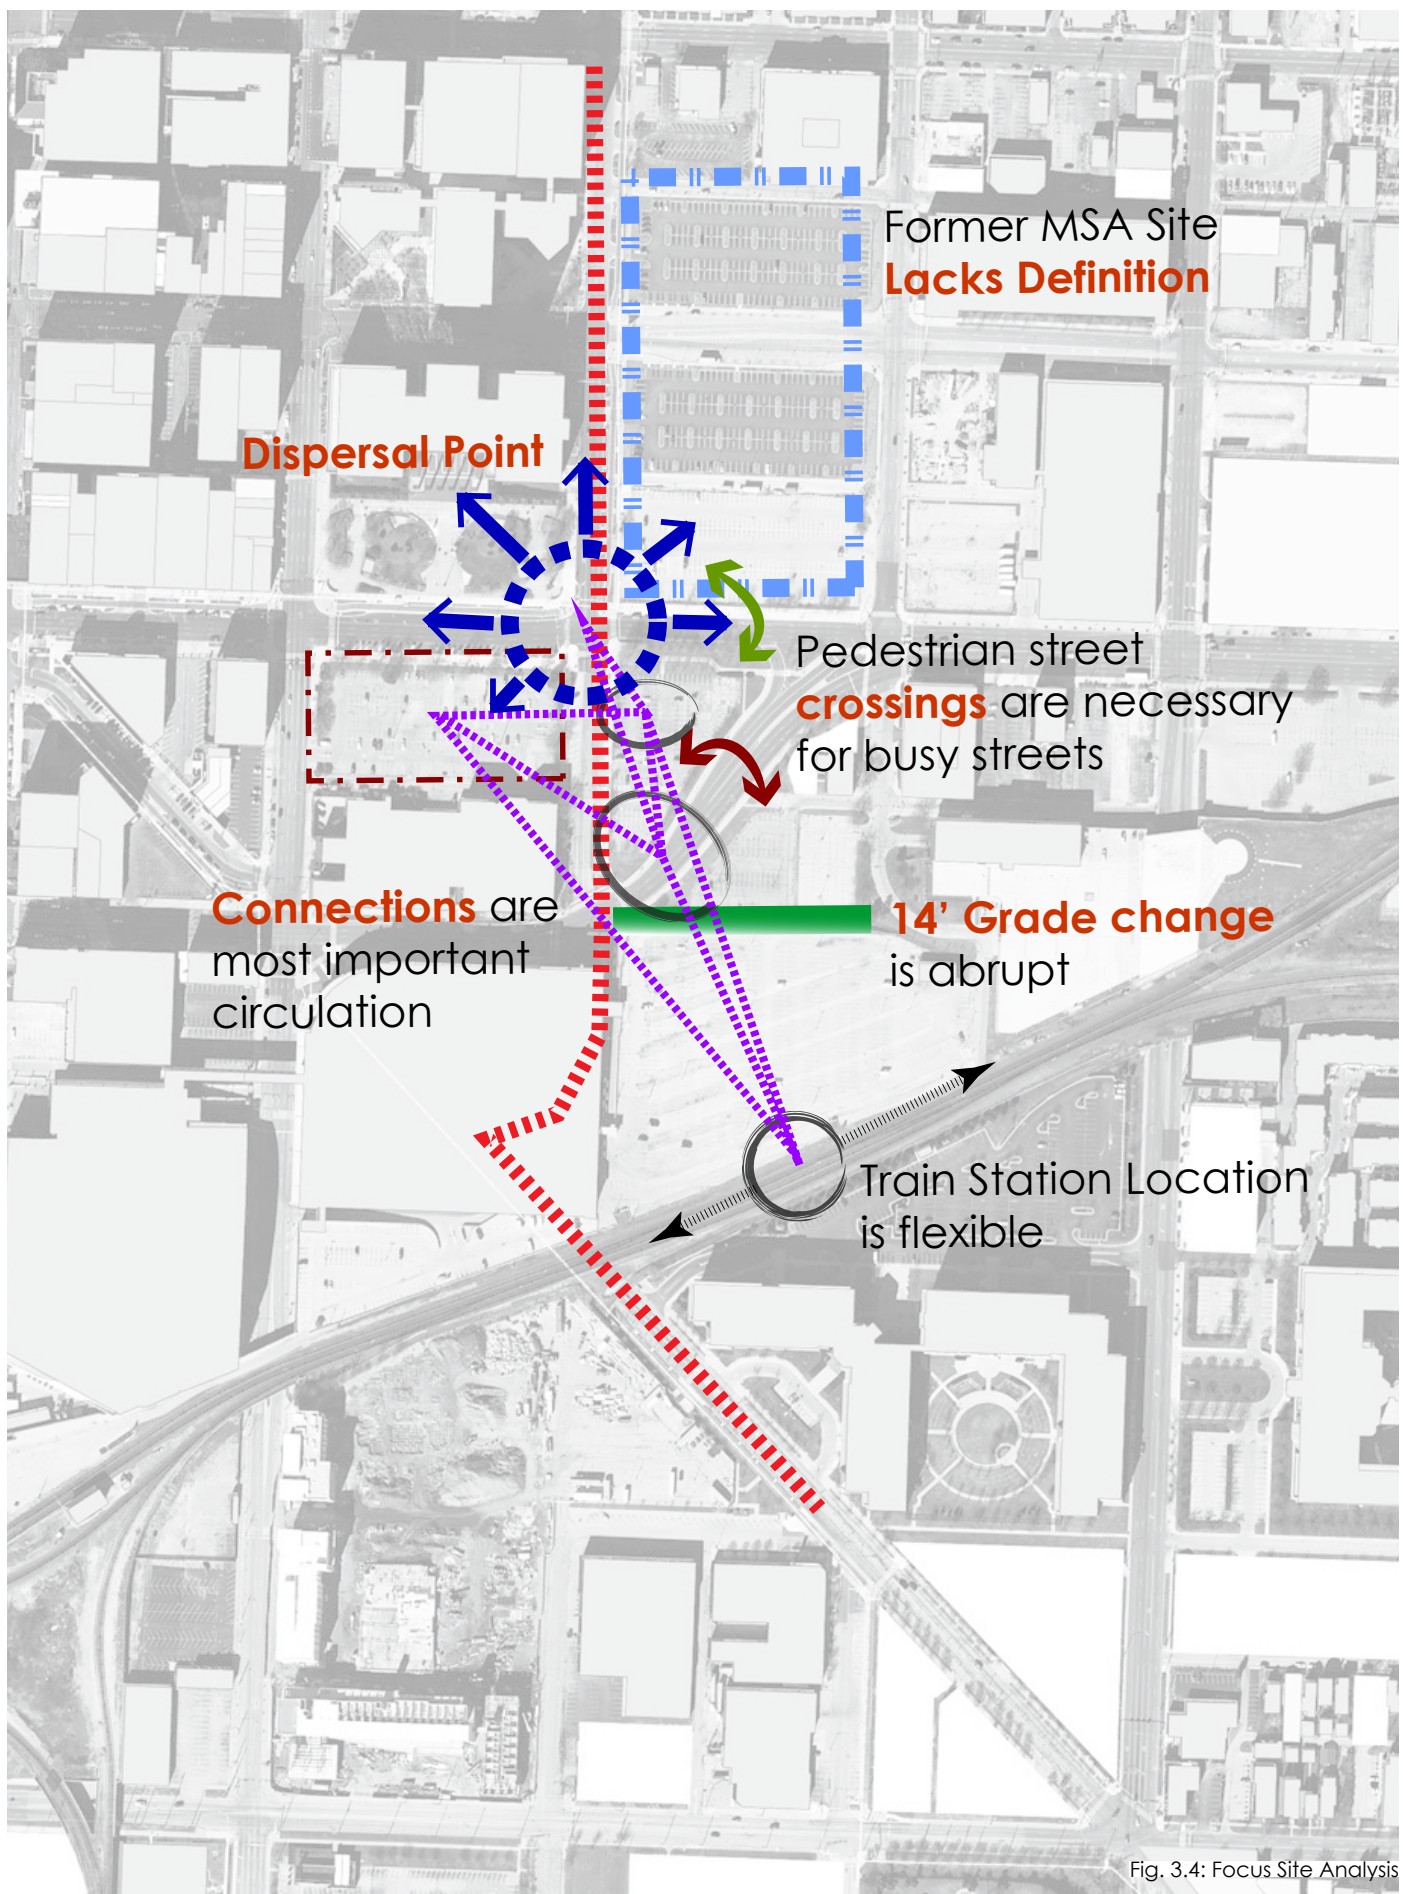 Former MSA Site
Lacks Definition
Dispersal Point
Pedestrian street
crossings are necessary
for busy streets
Connections are
most important
circulation
14’ Grade change
is abrupt
Train Station Location
is flexible
Fig. 3.4: Focus Site Analysis